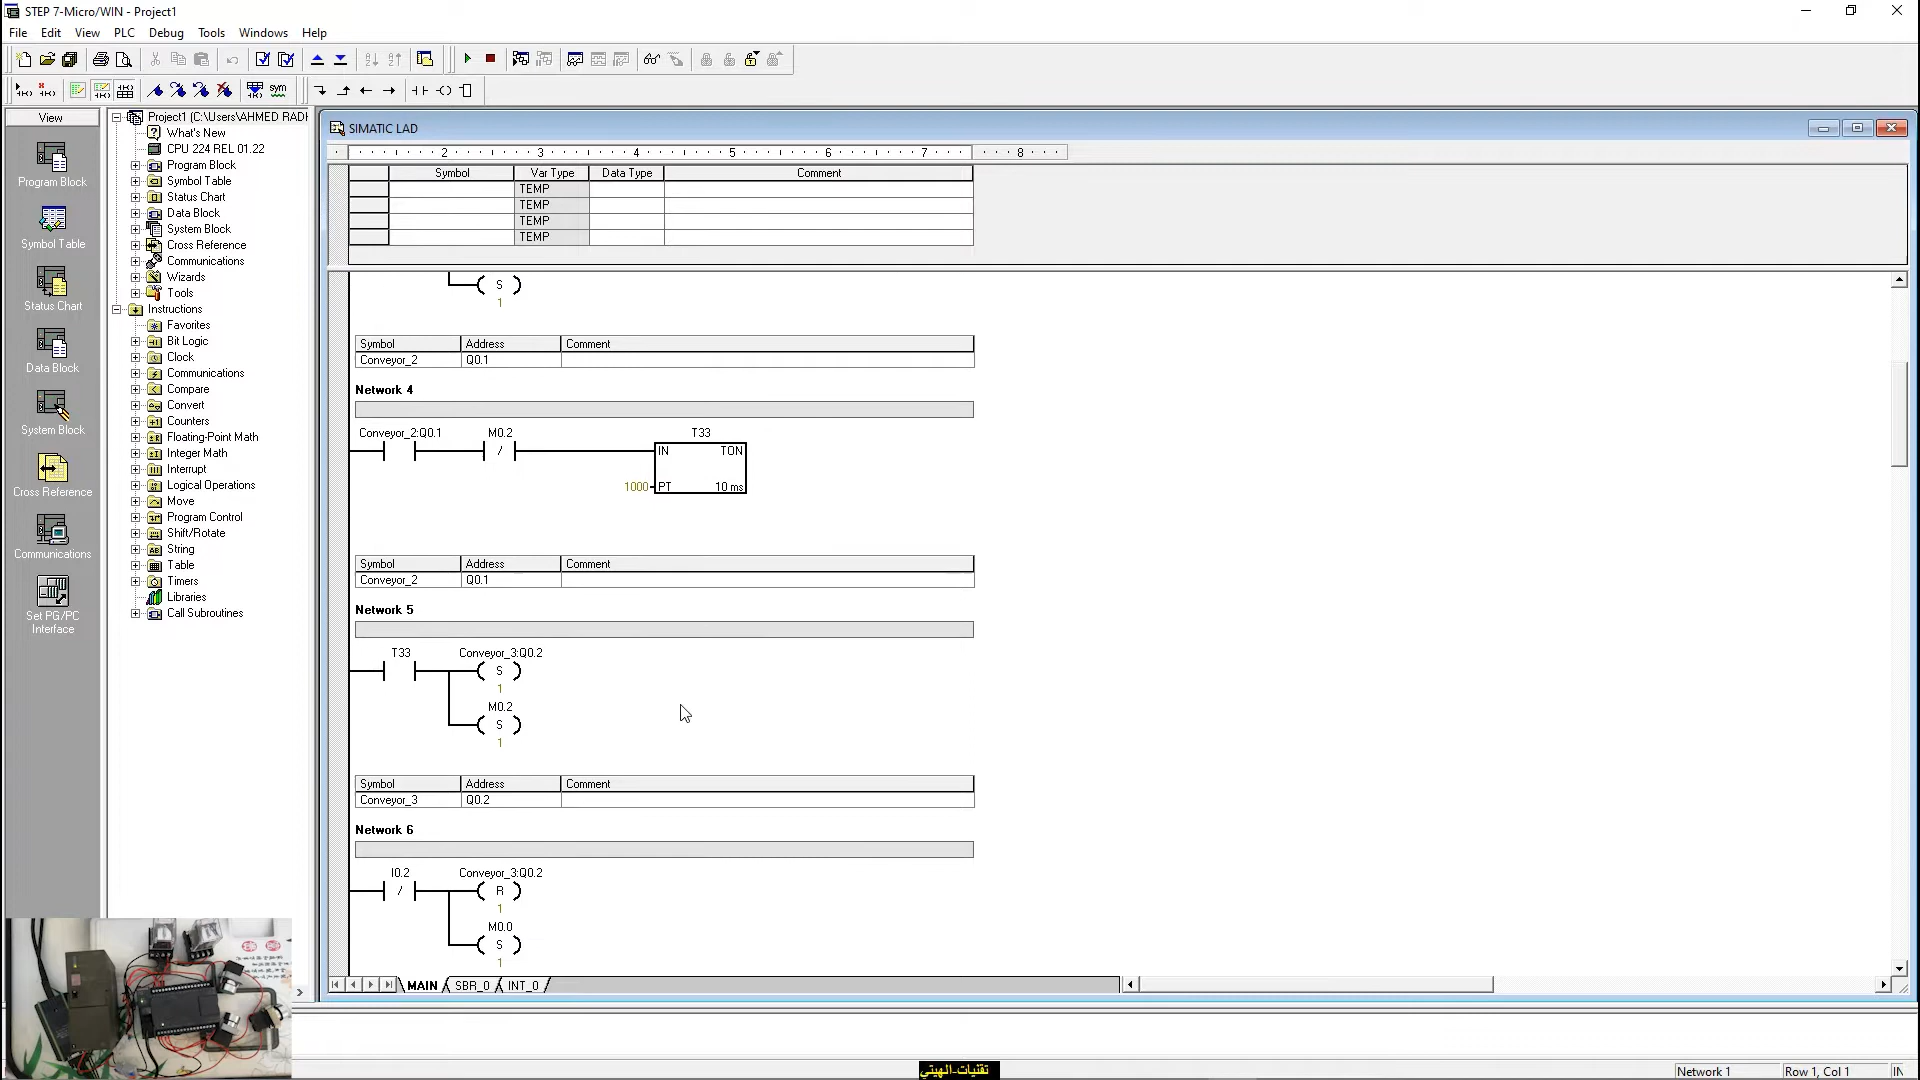 STEP 7-Micro/WIN - Project1
File Edit View PLC Debug Tools Windows Help
View
Program Block
Symbol Table
Status Chart
Data Block
System Block
Cross Reference
Communications
Set PG/PC
Interface
Project1 (C:\Users\AHMED RADH
What's New
CPU 224 REL 01.22
Program Block
Symbol Table
Status Chart
Data Block
System Block
Cross Reference
Communications
Wizards
Tools
Instructions
Favorites
Bit Logic
Clock
Communications
Compare
Convert
Counters
Floating-Point Math
Integer Math
Interrupt
Logical Operations
Move
Program Control
Shift/Rotate
String
Table
Timers
Libraries
Call Subroutines
SIMATIC LAD
2 3 4 5 6 7 8
Symbol Var Type Data Type Comment
TEMP
TEMP
TEMP
TEMP
S
1
Symbol Address Comment
Conveyor_2 Q0.1
Network 4
Conveyor_2:Q0.1 M0.2 T33
/ IN TON
1000 PT 10 ms
Symbol Address Comment
Conveyor_2 Q0.1
Network 5
T33 Conveyor_3:Q0.2
S
1
M0.2
S
1
Symbol Address Comment
Conveyor_3 Q0.2
Network 6
I0.2 Conveyor_3:Q0.2
/ R
1
M0.0
S
1
MAIN SBR_0 INT_0
تقنيات-الهيتي
Network 1 Row 1, Col 1 IN